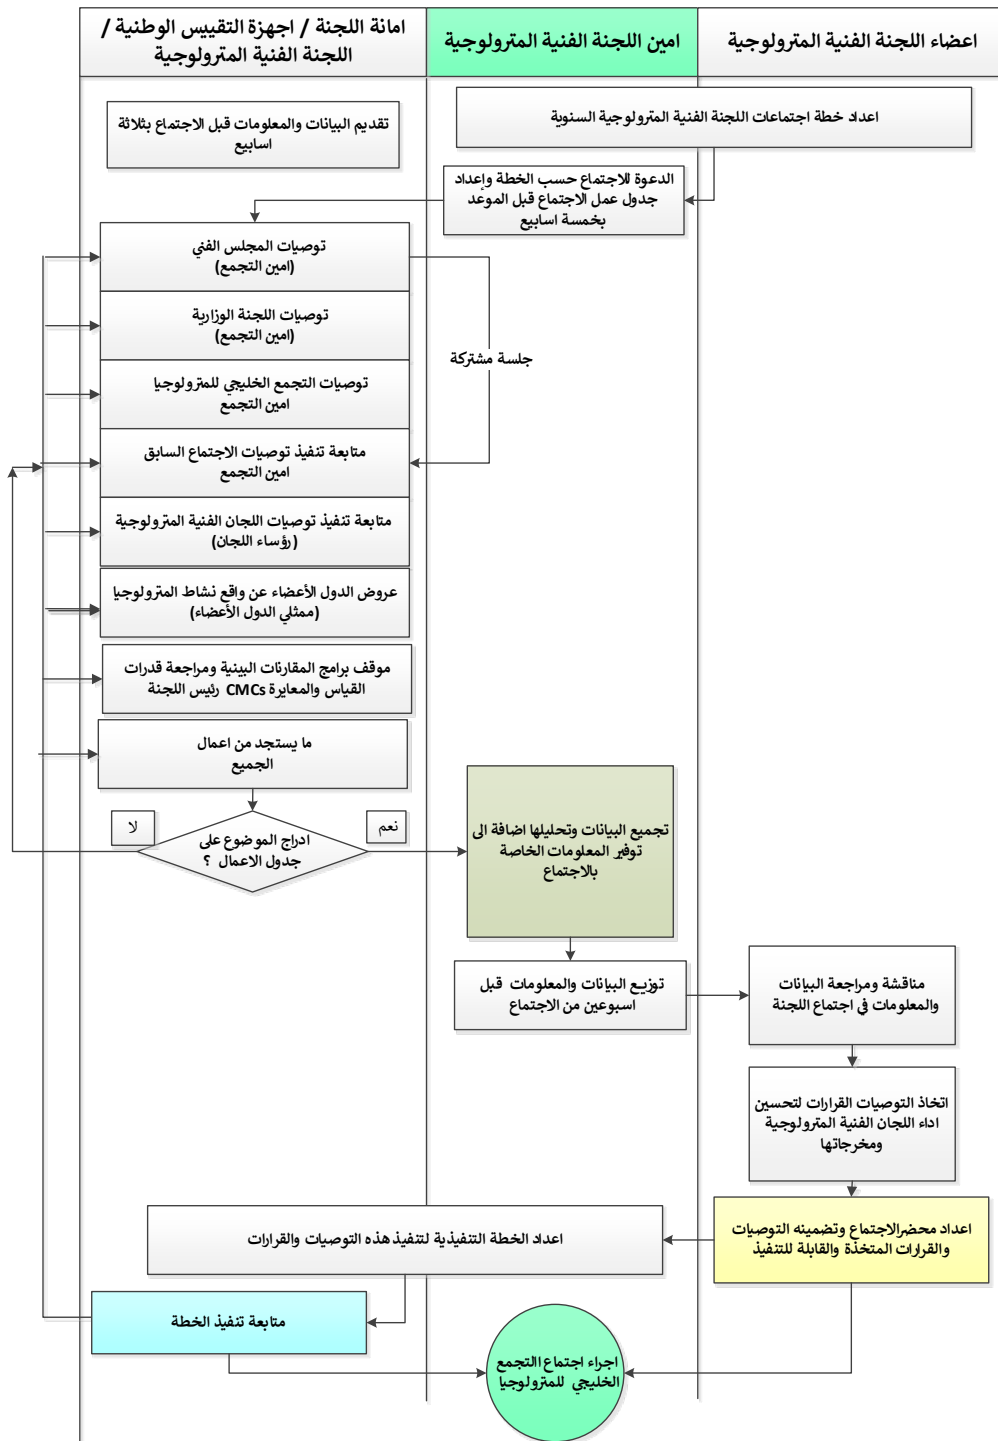 اعضاء اللجنة الفنية المترولوجية
امين اللجنة الفنية المترولوجية
امانة اللجنة / اجهزة التقييس الوطنية /
اللجنة الفنية المترولوجية
اعداد خطة اجتماعات اللجنة الفنية المترولوجية السنوية
تقديم البيانات والمعلومات قبل الاجتماع بثلاثة
اسابيع
الدعوة للاجتماع حسب الخطة وإعداد
جدول عمل الاجتماع قبل الموعد
بخمسة اسابيع
توصيات المجلس الفني
(امين التجمع)
توصيات اللجنة الوزارية
(امين التجمع)
جلسة مشتركة
توصيات التجمع الخليجي للمترولوجيا
امين التجمع
متابعة تنفيذ توصيات الاجتماع السابق
امين التجمع
متابعة تنفيذ توصيات اللجان الفنية المترولوجية
(رؤساء اللجان)
عروض الدول الأعضاء عن واقع نشاط المترولوجيا
(ممثلي الدول الأعضاء)
موقف برامج المقارنات البينية ومراجعة قدرات
القياس والمعايرة CMCs رئيس اللجنة
ما يستجد من اعمال
الجميع
ادراج الموضوع على
جدول الاعمال ؟
نعم
لا
تجميع البيانات وتحليلها اضافة الى
توفير المعلومات الخاصة
بالاجتماع
توزيع البيانات والمعلومات قبل
اسبوعين من الاجتماع
مناقشة ومراجعة البيانات
والمعلومات في اجتماع اللجنة
اتخاذ التوصيات القرارات لتحسين
اداء اللجان الفنية المترولوجية
ومخرجاتها
اعداد محضرالاجتماع وتضمينه التوصيات
والقرارات المتخذة والقابلة للتنفيذ
اعداد الخطة التنفيذية لتنفيذ هذه التوصيات والقرارات
متابعة تنفيذ الخطة
اجراء اجتماع االتجمع
الخليجي للمترولوجيا